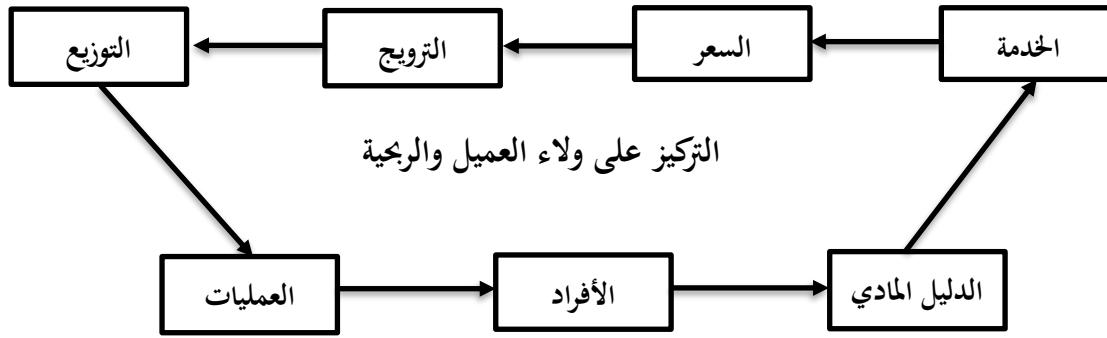 الخدمة
السعر
الترويج
التوزيع
التركيز على ولاء العميل والربحية
الدليل المادي
الأفراد
العمليات